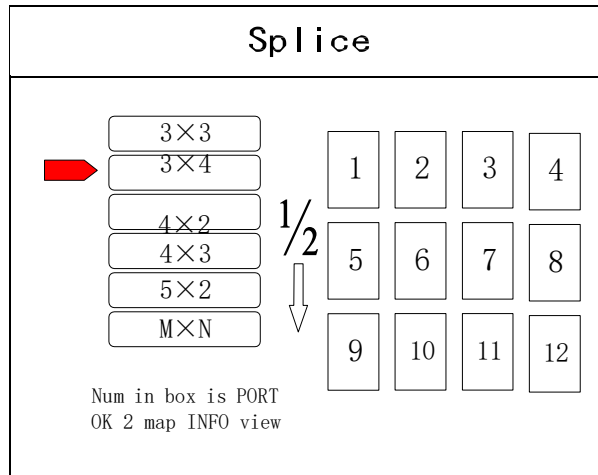 Splice
3×3
3×4
4×2
4×3
5×2
M×N
1/2
1 2 3 4
5 6 7 8
9 10 11 12
Num in box is PORT
OK 2 map INFO view